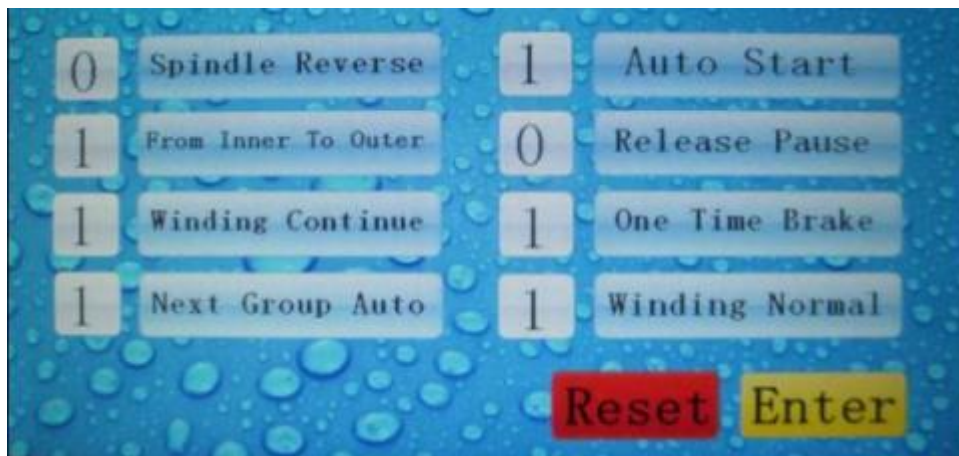 0 Spindle Reverse 1 Auto Start
1 From Inner To Outer 0 Release Pause
1 Winding Continue 1 One Time Brake
1 Next Group Auto 1 Winding Normal
Reset Enter